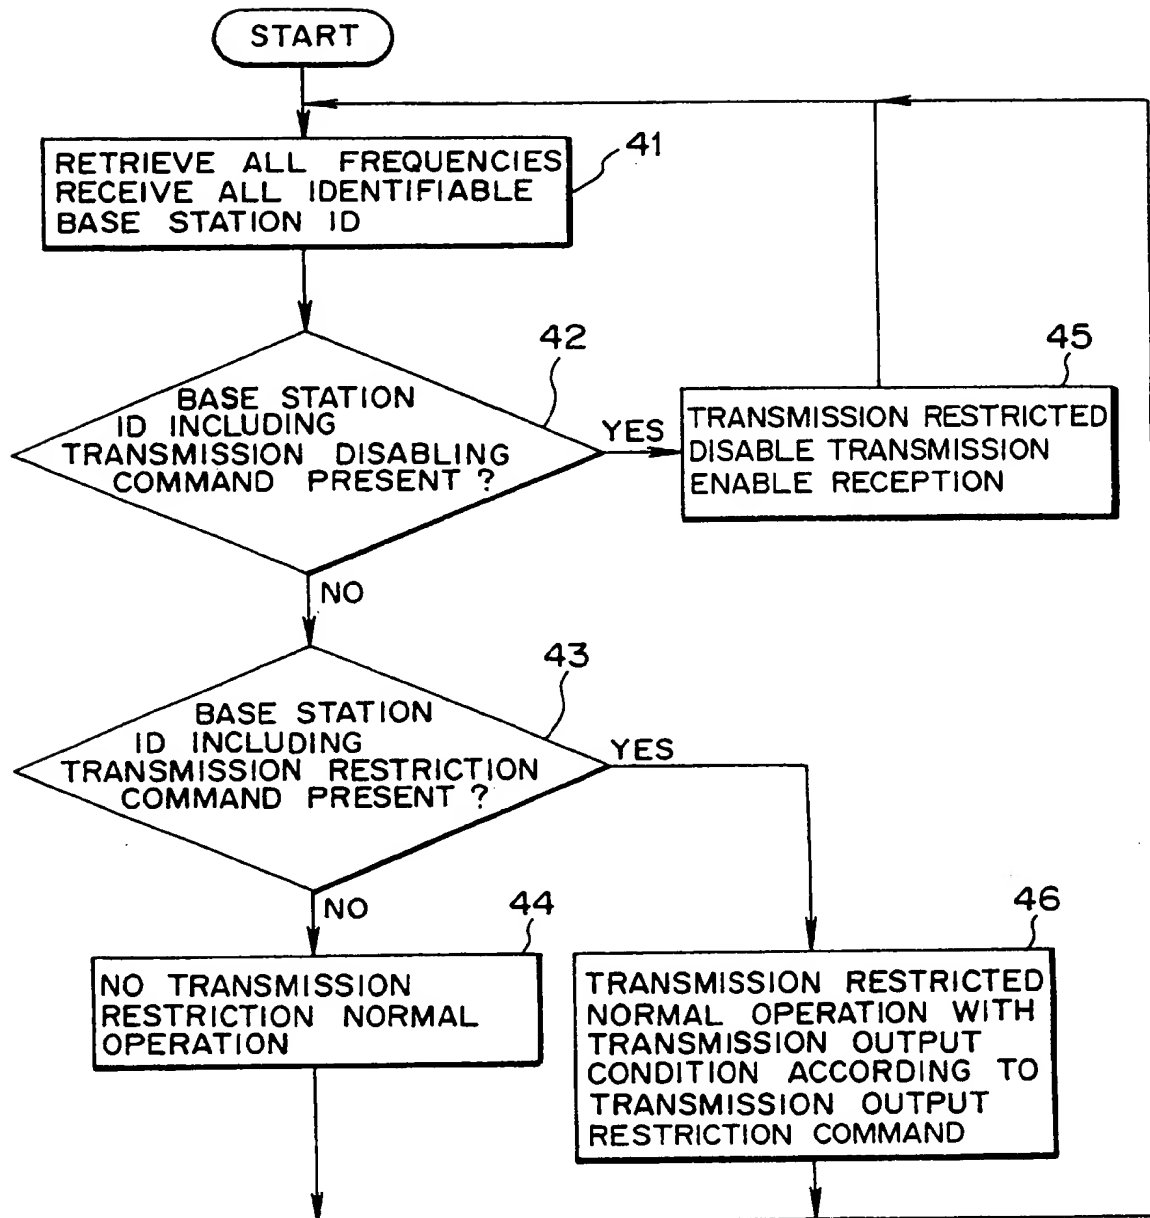 START
RETRIEVE ALL FREQUENCIES
RECEIVE ALL IDENTIFIABLE
BASE STATION ID
41
BASE STATION
ID INCLUDING
TRANSMISSION DISABLING
COMMAND PRESENT ?
42
YES
TRANSMISSION RESTRICTED
DISABLE TRANSMISSION
ENABLE RECEPTION
45
NO
BASE STATION
ID INCLUDING
TRANSMISSION RESTRICTION
COMMAND PRESENT ?
43
YES
NO
NO TRANSMISSION
RESTRICTION NORMAL
OPERATION
44
TRANSMISSION RESTRICTED
NORMAL OPERATION WITH
TRANSMISSION OUTPUT
CONDITION ACCORDING TO
TRANSMISSION OUTPUT
RESTRICTION COMMAND
46